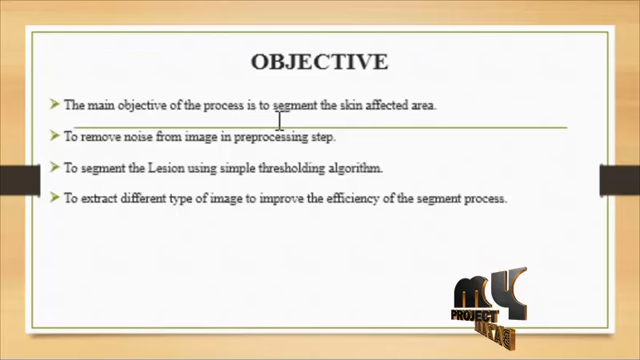 OBJECTIVE
The main objective of the process is to segment the skin affected area.
To remove noise from image in preprocessing step.
To segment the Lesion using simple thresholding algorithm.
To extract different type of image to improve the efficiency of the segment process.
MY
PROJECT